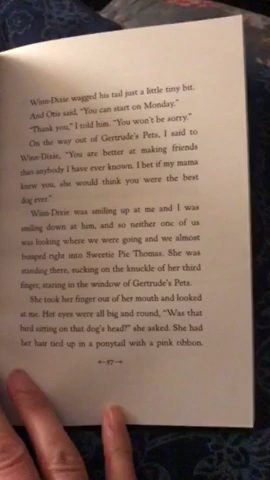 Winn-Dixie wagged his tail just a little tiny bit.
And Otis said, “You can start on Monday.”
“Thank you,” I told him. “You won’t be sorry.”
On the way out of Gertrude’s Pets, I said to
Winn-Dixie, “You are better at making friends
than anybody I have ever known. I bet if my mama
knew you, she would think you were the best
dog ever.”
Winn-Dixie was smiling up at me and I was
smiling down at him, and so neither one of us
was looking where we were going and we almost
bumped right into Sweetie Pie Thomas. She was
standing there, sucking on the knuckle of her third
finger, staring in the window of Gertrude’s Pets.
She took her finger out of her mouth and looked
at me. Her eyes were all big and round, “Was that
bird sitting on that dog’s head?” she asked. She had
her hair tied up in a ponytail with a pink ribbon.
87